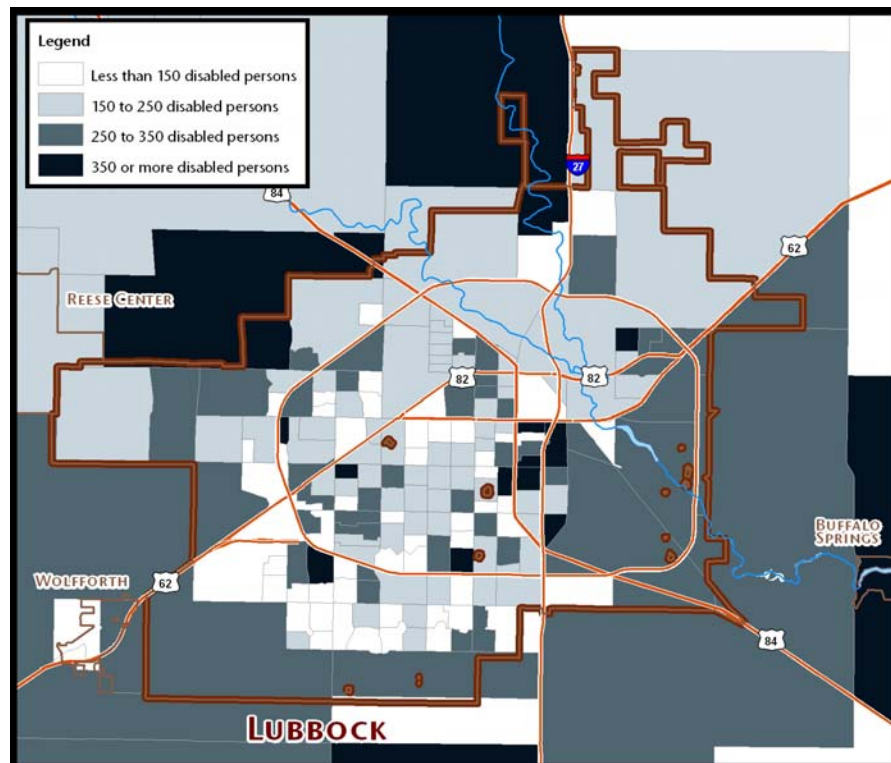 Legend
Less than 150 disabled persons
150 to 250 disabled persons
250 to 350 disabled persons
350 or more disabled persons
84
27
62
REESE CENTER
82
82
BUFFALO
SPRINGS
WOLFFORTH
62
84
LUBBOCK